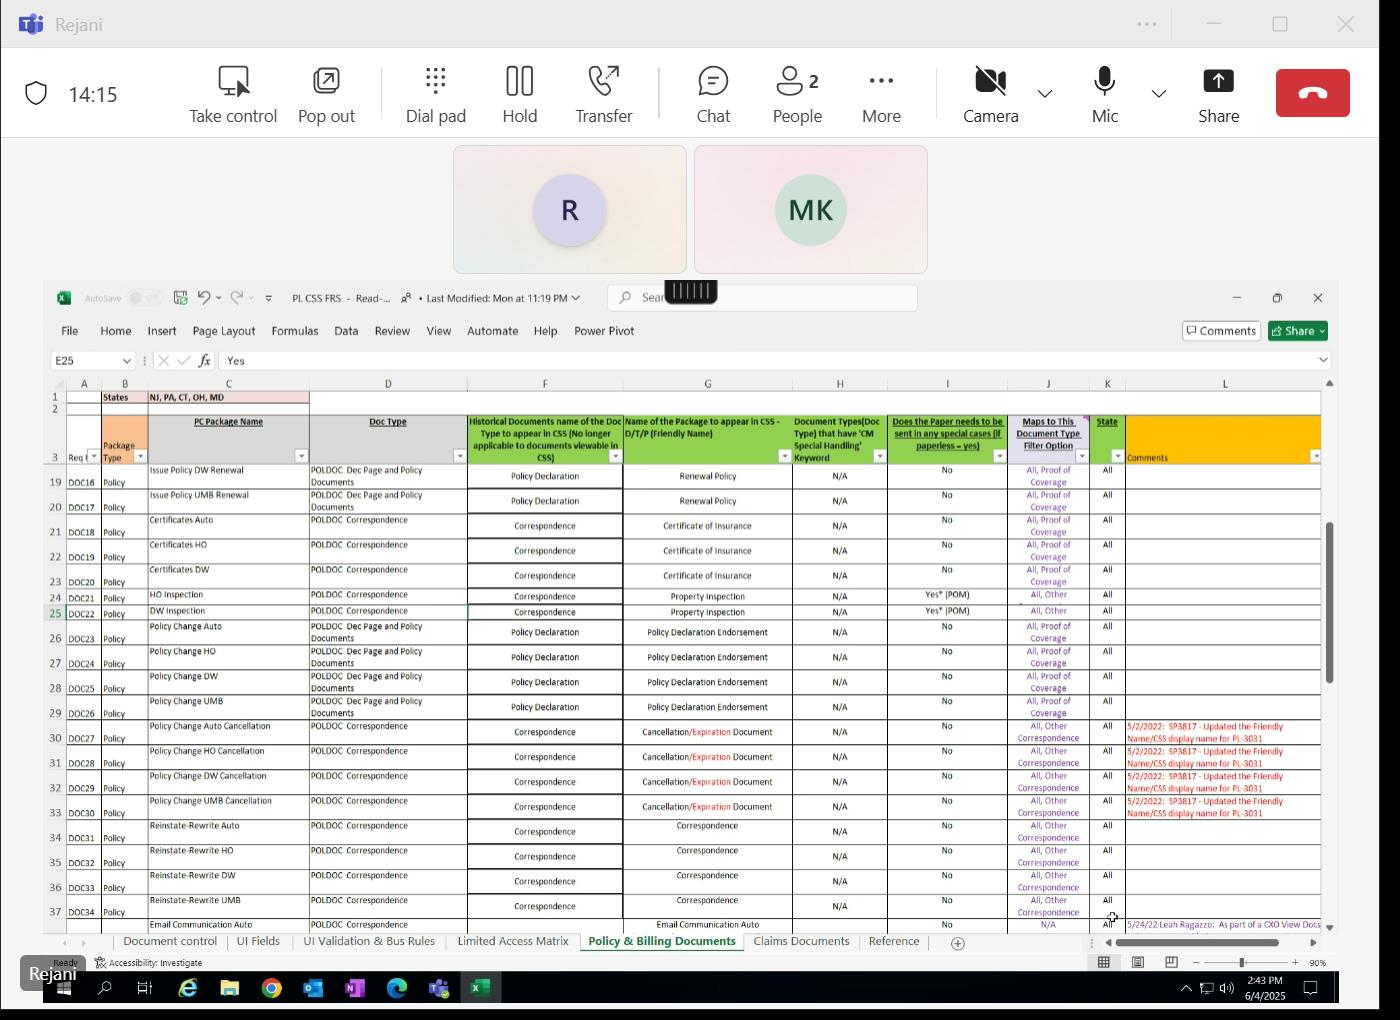 Rejani
14:15
Take control
Pop out
Dial pad
Hold
Transfer
Chat
2
People
More
Camera
Mic
Share
R
MK
AutoSave Off PL CSS FRS - Read-... • Last Modified: Mon at 11:19 PM Sear
File Home Insert Page Layout Formulas Data Review View Automate Help Power Pivot Comments Share
E25 fx Yes
A B C D F G H I J K L
1 States NJ, PA, CT, OH, MD
2
3 Req Package Type PC Package Name Doc Type Historical Documents name of the Doc Type to appear in CSS (No longer applicable to documents viewable in CSS) Name of the Package to appear in CSS - D/T/P (Friendly Name) Document Types(Doc Type) that have 'CM Special Handling' Keyword Does the Paper needs to be sent in any special cases (if paperless – yes) Maps to This Document Type Filter Option State Comments
19 DOC16 Policy Issue Policy DW Renewal POLDOC Dec Page and Policy Documents Policy Declaration Renewal Policy N/A No All, Proof of Coverage All
20 DOC17 Policy Issue Policy UMB Renewal POLDOC Dec Page and Policy Documents Policy Declaration Renewal Policy N/A No All, Proof of Coverage All
21 DOC18 Policy Certificates Auto POLDOC Correspondence Correspondence Certificate of Insurance N/A No All, Proof of Coverage All
22 DOC19 Policy Certificates HO POLDOC Correspondence Correspondence Certificate of Insurance N/A No All, Proof of Coverage All
23 DOC20 Policy Certificates DW POLDOC Correspondence Correspondence Certificate of Insurance N/A No All, Proof of Coverage All
24 DOC21 Policy HO Inspection POLDOC Correspondence Correspondence Property Inspection N/A Yes* (POM) All, Other All
25 DOC22 Policy DW Inspection POLDOC Correspondence Correspondence Property Inspection N/A Yes* (POM) All, Other All
26 DOC23 Policy Policy Change Auto POLDOC Dec Page and Policy Documents Policy Declaration Policy Declaration Endorsement N/A No All, Proof of Coverage All
27 DOC24 Policy Policy Change HO POLDOC Dec Page and Policy Documents Policy Declaration Policy Declaration Endorsement N/A No All, Proof of Coverage All
28 DOC25 Policy Policy Change DW POLDOC Dec Page and Policy Documents Policy Declaration Policy Declaration Endorsement N/A No All, Proof of Coverage All
29 DOC26 Policy Policy Change UMB POLDOC Dec Page and Policy Documents Policy Declaration Policy Declaration Endorsement N/A No All, Proof of Coverage All
30 DOC27 Policy Policy Change Auto Cancellation POLDOC Correspondence Correspondence Cancellation/Expiration Document N/A No All, Other Correspondence All 5/2/2022: SP3817 - Updated the Friendly Name/CSS display name for PL-3031
31 DOC28 Policy Policy Change HO Cancellation POLDOC Correspondence Correspondence Cancellation/Expiration Document N/A No All, Other Correspondence All 5/2/2022: SP3817 - Updated the Friendly Name/CSS display name for PL-3031
32 DOC29 Policy Policy Change DW Cancellation POLDOC Correspondence Correspondence Cancellation/Expiration Document N/A No All, Other Correspondence All 5/2/2022: SP3817 - Updated the Friendly Name/CSS display name for PL-3031
33 DOC30 Policy Policy Change UMB Cancellation POLDOC Correspondence Correspondence Cancellation/Expiration Document N/A No All, Other Correspondence All 5/2/2022: SP3817 - Updated the Friendly Name/CSS display name for PL-3031
34 DOC31 Policy Reinstate-Rewrite Auto POLDOC Correspondence Correspondence Correspondence N/A No All, Other Correspondence All
35 DOC32 Policy Reinstate-Rewrite HO POLDOC Correspondence Correspondence Correspondence N/A No All, Other Correspondence All
36 DOC33 Policy Reinstate-Rewrite DW POLDOC Correspondence Correspondence Correspondence N/A No All, Other Correspondence All
37 DOC34 Policy Reinstate-Rewrite UMB POLDOC Correspondence Correspondence Correspondence N/A No All, Other Correspondence All
Email Communication Auto POLDOC Correspondence Email Communication Auto No N/A All 5/24/22 Leah Ragazzo: As part of a CXO View Docs
Document control UI Fields UI Validation & Bus Rules Limited Access Matrix Policy & Billing Documents Claims Documents Reference
Ready Accessibility: Investigate 90%
Rejani
2:43 PM
6/4/2025